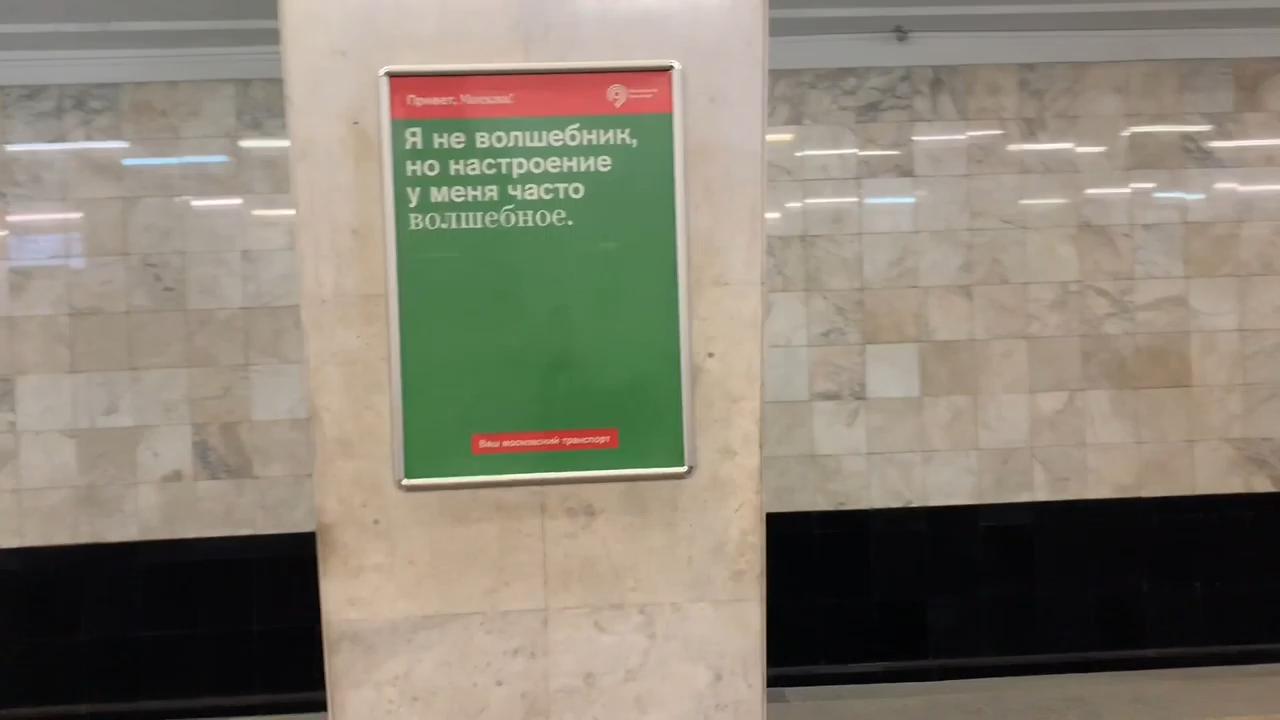 Привет, Москва!
Я не волшебник,
но настроение
у меня часто
волшебное.
Ваш московский транспорт